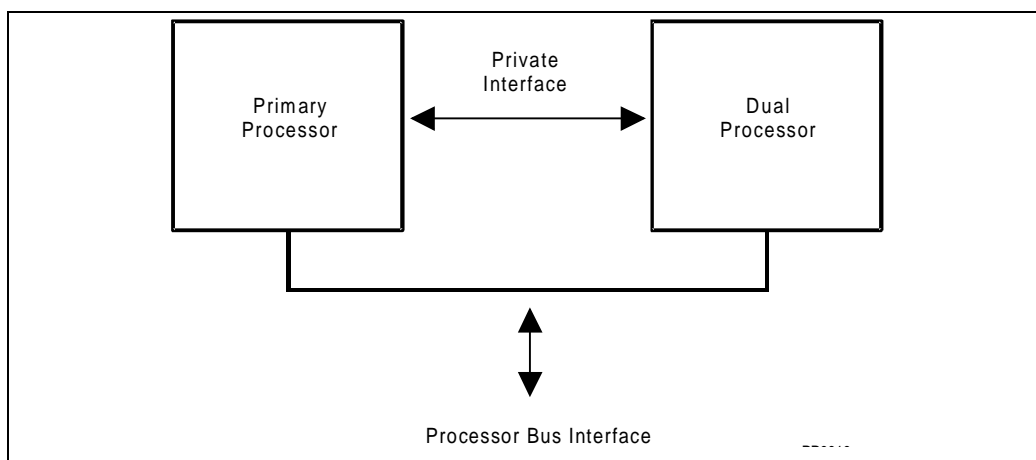 Private
Interface
Primary
Processor
Dual
Processor
Processor Bus Interface